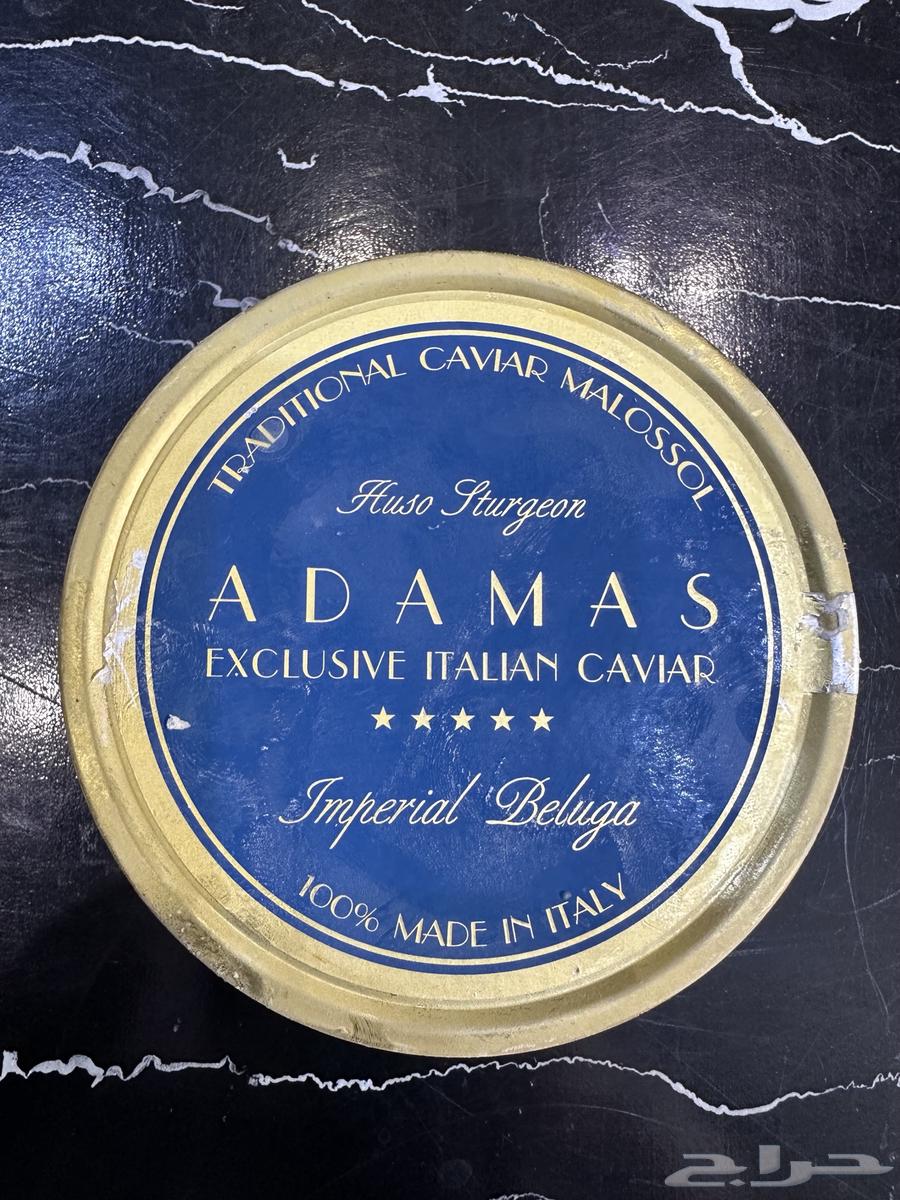 TRADITIONAL CAVIAR MALOSSOL
Huso Sturgeon
ADAMAS
EXCLUSIVE ITALIAN CAVIAR
★★★★★
Imperial Beluga
100% MADE IN ITALY
حراج